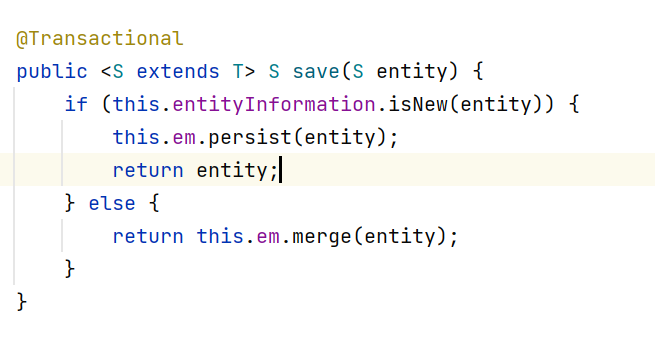 @Transactional
public <S extends T> S save(S entity) {
    if (this.entityInformation.isNew(entity)) {
        this.em.persist(entity);
        return entity;
    } else {
        return this.em.merge(entity);
    }
}